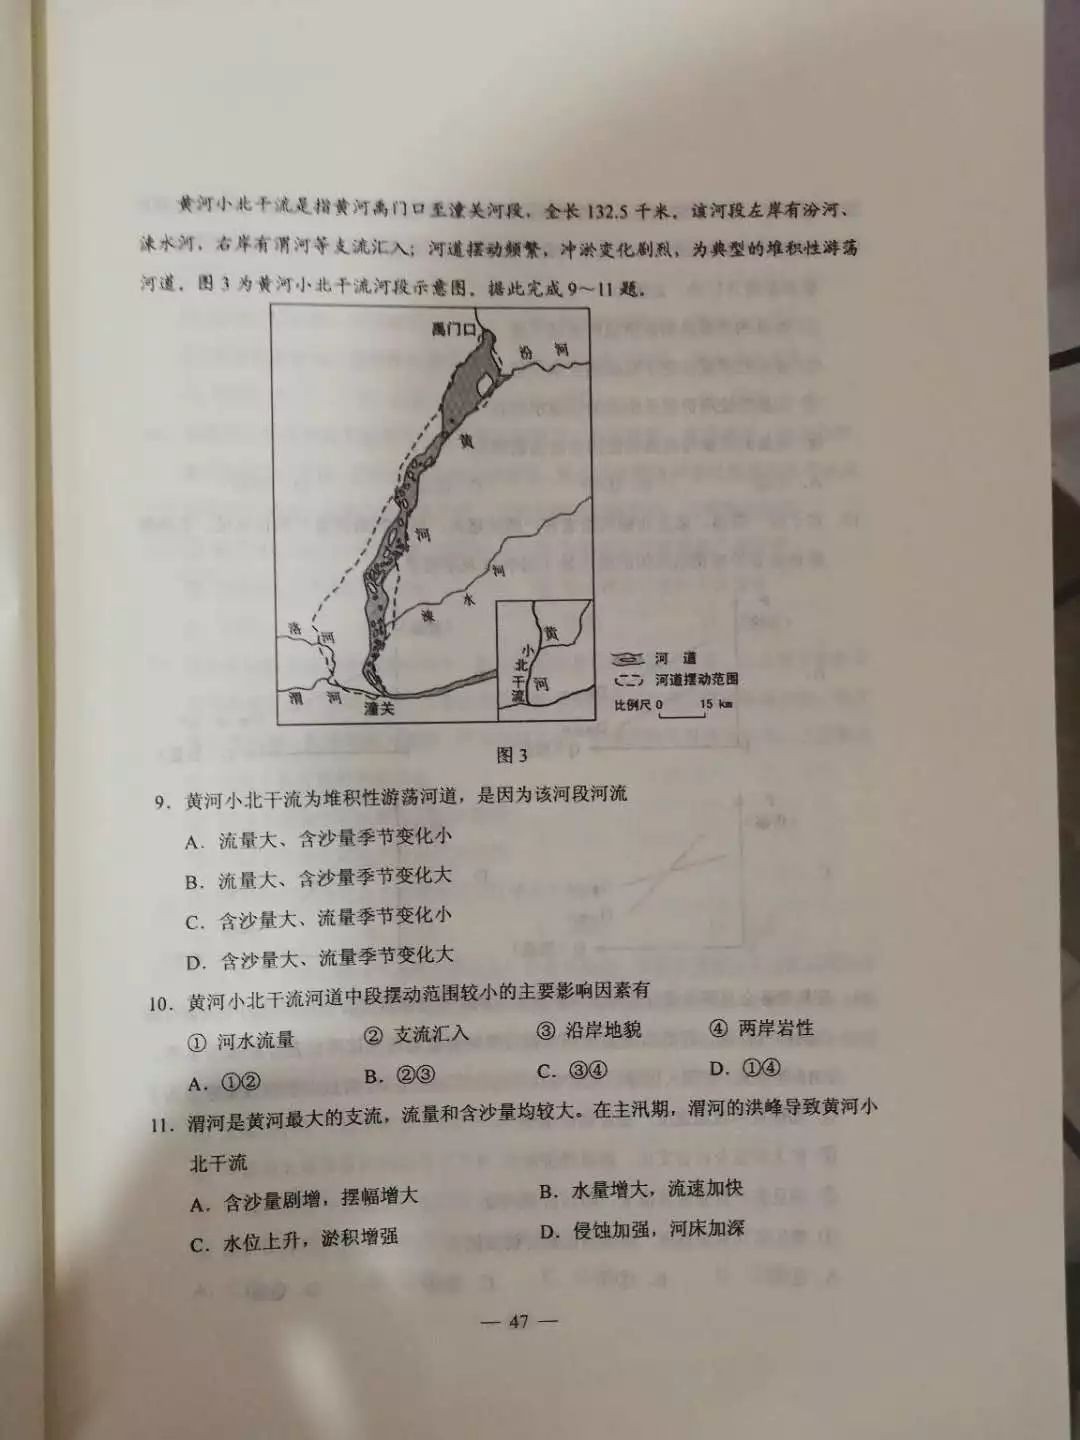 黄河小北干流是指黄河禹门口至潼关河段，全长 132.5 千米，该河段左岸有汾河、
涑水河，右岸有渭河等支流汇入；河道摆动频繁，冲淤变化剧烈，为典型的堆积性游荡
河道，图 3 为黄河小北干流河段示意图，据此完成 9～11 题。
禹门口
汾 河
黄
河
涑 水 河
洛 河
渭 河
潼关
黄
河
小北干流
河 道
河道摆动范围
比例尺 0 15 km
图 3
9．黄河小北干流为堆积性游荡河道，是因为该河段河流
A．流量大、含沙量季节变化小
B．流量大、含沙量季节变化大
C．含沙量大、流量季节变化小
D．含沙量大、流量季节变化大
10．黄河小北干流河道中段摆动范围较小的主要影响因素有
① 河水流量 ② 支流汇入 ③ 沿岸地貌 ④ 两岸岩性
A．①② B．②③ C．③④ D．①④
11．渭河是黄河最大的支流，流量和含沙量均较大。在主汛期，渭河的洪峰导致黄河小
北干流
A．含沙量剧增，摆幅增大 B．水量增大，流速加快
C．水位上升，淤积增强 D．侵蚀加强，河床加深
— 47 —